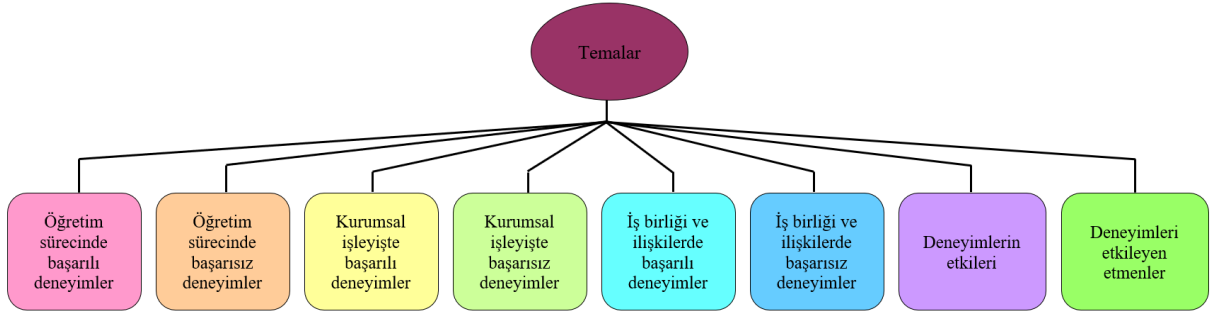 Temalar
Öğretim
sürecinde
başarılı
deneyimler
Öğretim
sürecinde
başarısız
deneyimler
Kurumsal
işleyişte
başarılı
deneyimler
Kurumsal
işleyişte
başarısız
deneyimler
İş birliği ve
ilişkilerde
başarılı
deneyimler
İş birliği ve
ilişkilerde
başarısız
deneyimler
Deneyimlerin
etkileri
Deneyimleri
etkileyen
etmenler